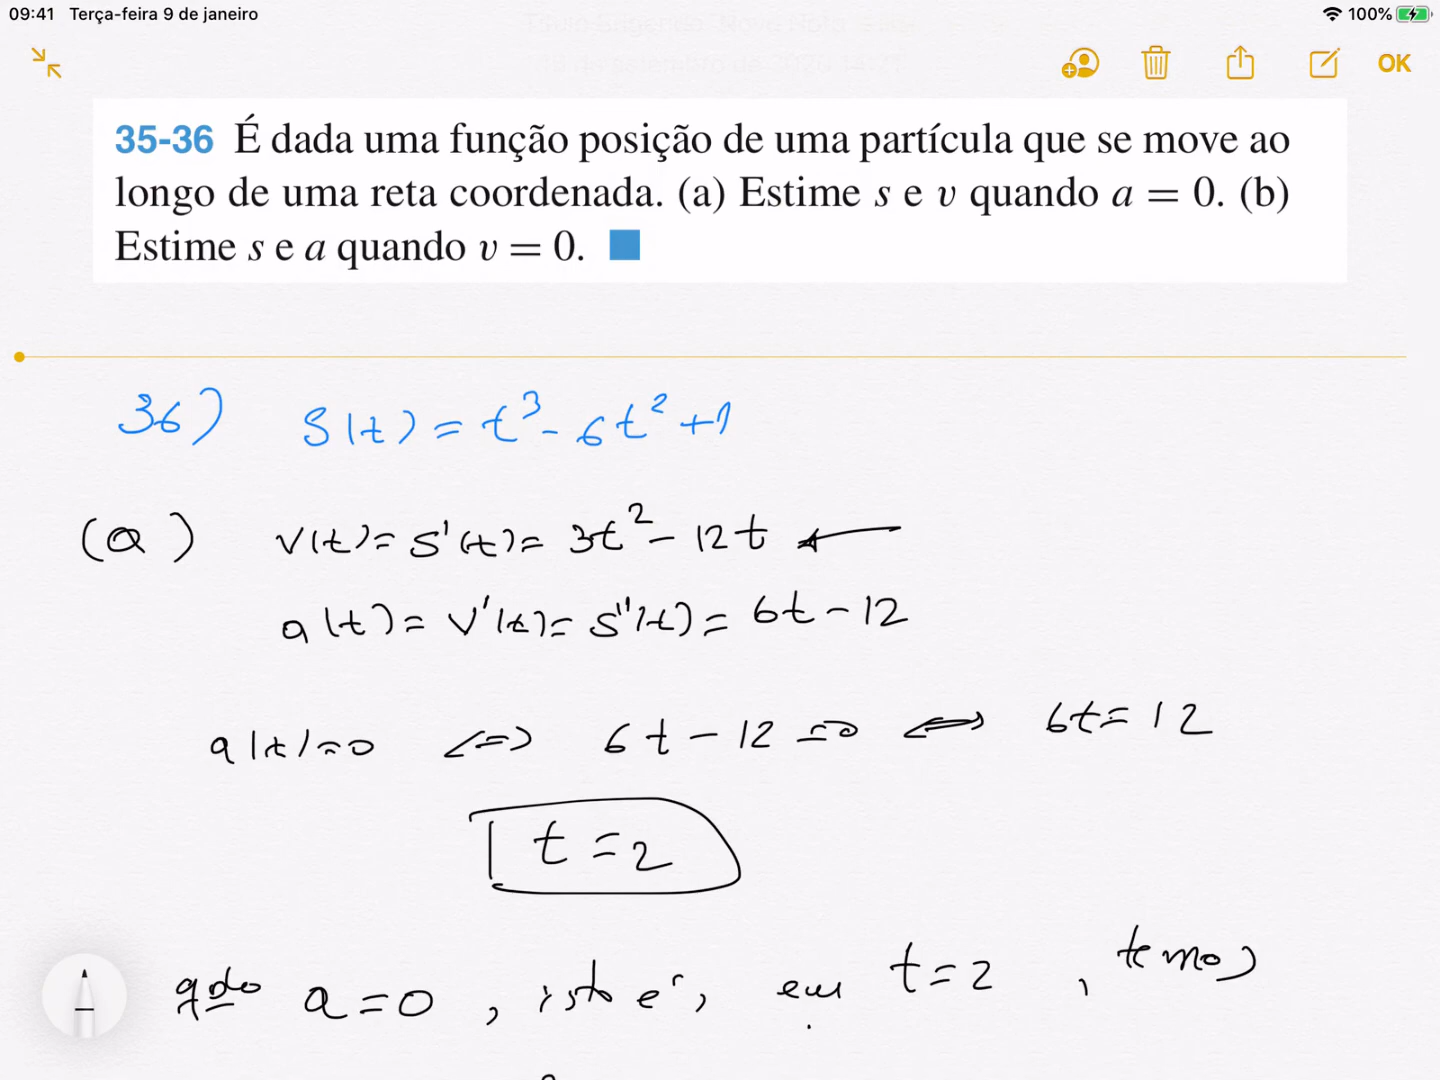 09:41 Terça-feira 9 de janeiro 100%
OK
35-36 É dada uma função posição de uma partícula que se move ao
longo de uma reta coordenada. (a) Estime s e v quando a = 0. (b)
Estime s e a quando v = 0.
36) S(t) = t³ - 6t² + 1
(a) v(t) = s'(t) = 3t² - 12t ←
a(t) = v'(t) = s''(t) = 6t - 12
a(t) = 0 <=> 6t - 12 = 0 <=> 6t = 12
t = 2
qdo a = 0, isto é, em t = 2, temos